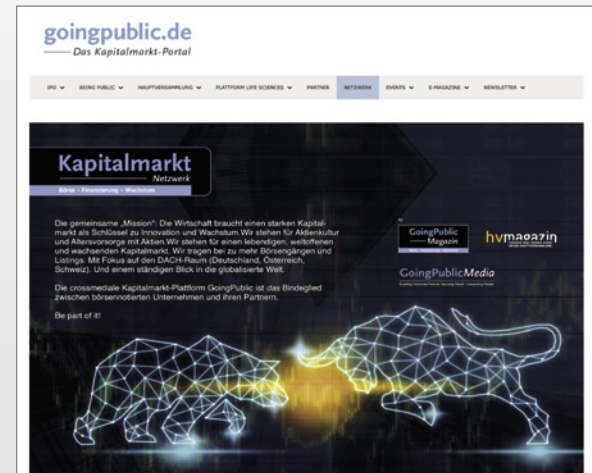 goingpublic.de
Das Kapitalmarkt-Portal
IPO BEING PUBLIC HAUPTVERSAMMLUNG PLATTFORM LIFE SCIENCES PARTNER NETZWERK EVENTS E-MAGAZINE NEWSLETTER
Kapitalmarkt
Netzwerk
Börse – Finanzierung – Wachstum
Die gemeinsame „Mission“: Die Wirtschaft braucht einen starken Kapital-
markt als Schlüssel zu Innovation und Wachstum.Wir stehen für Aktienkultur
und Altersvorsorge mit Aktien.Wir stehen für einen lebendigen, weltoffenen
und wachsenden Kapitalmarkt. Wir tragen bei zu mehr Börsengängen und
Listings. Mit Fokus auf den DACH-Raum (Deutschland, Österreich,
Schweiz). Und einem ständigen Blick in die globalisierte Welt.
Die crossmediale Kapitalmarkt-Plattform GoingPublic ist das Bindeglied
zwischen börsennotierten Unternehmen und ihren Partnern.
Be part of it!
GoingPublic
Magazin
hvmagazin
GoingPublicMedia